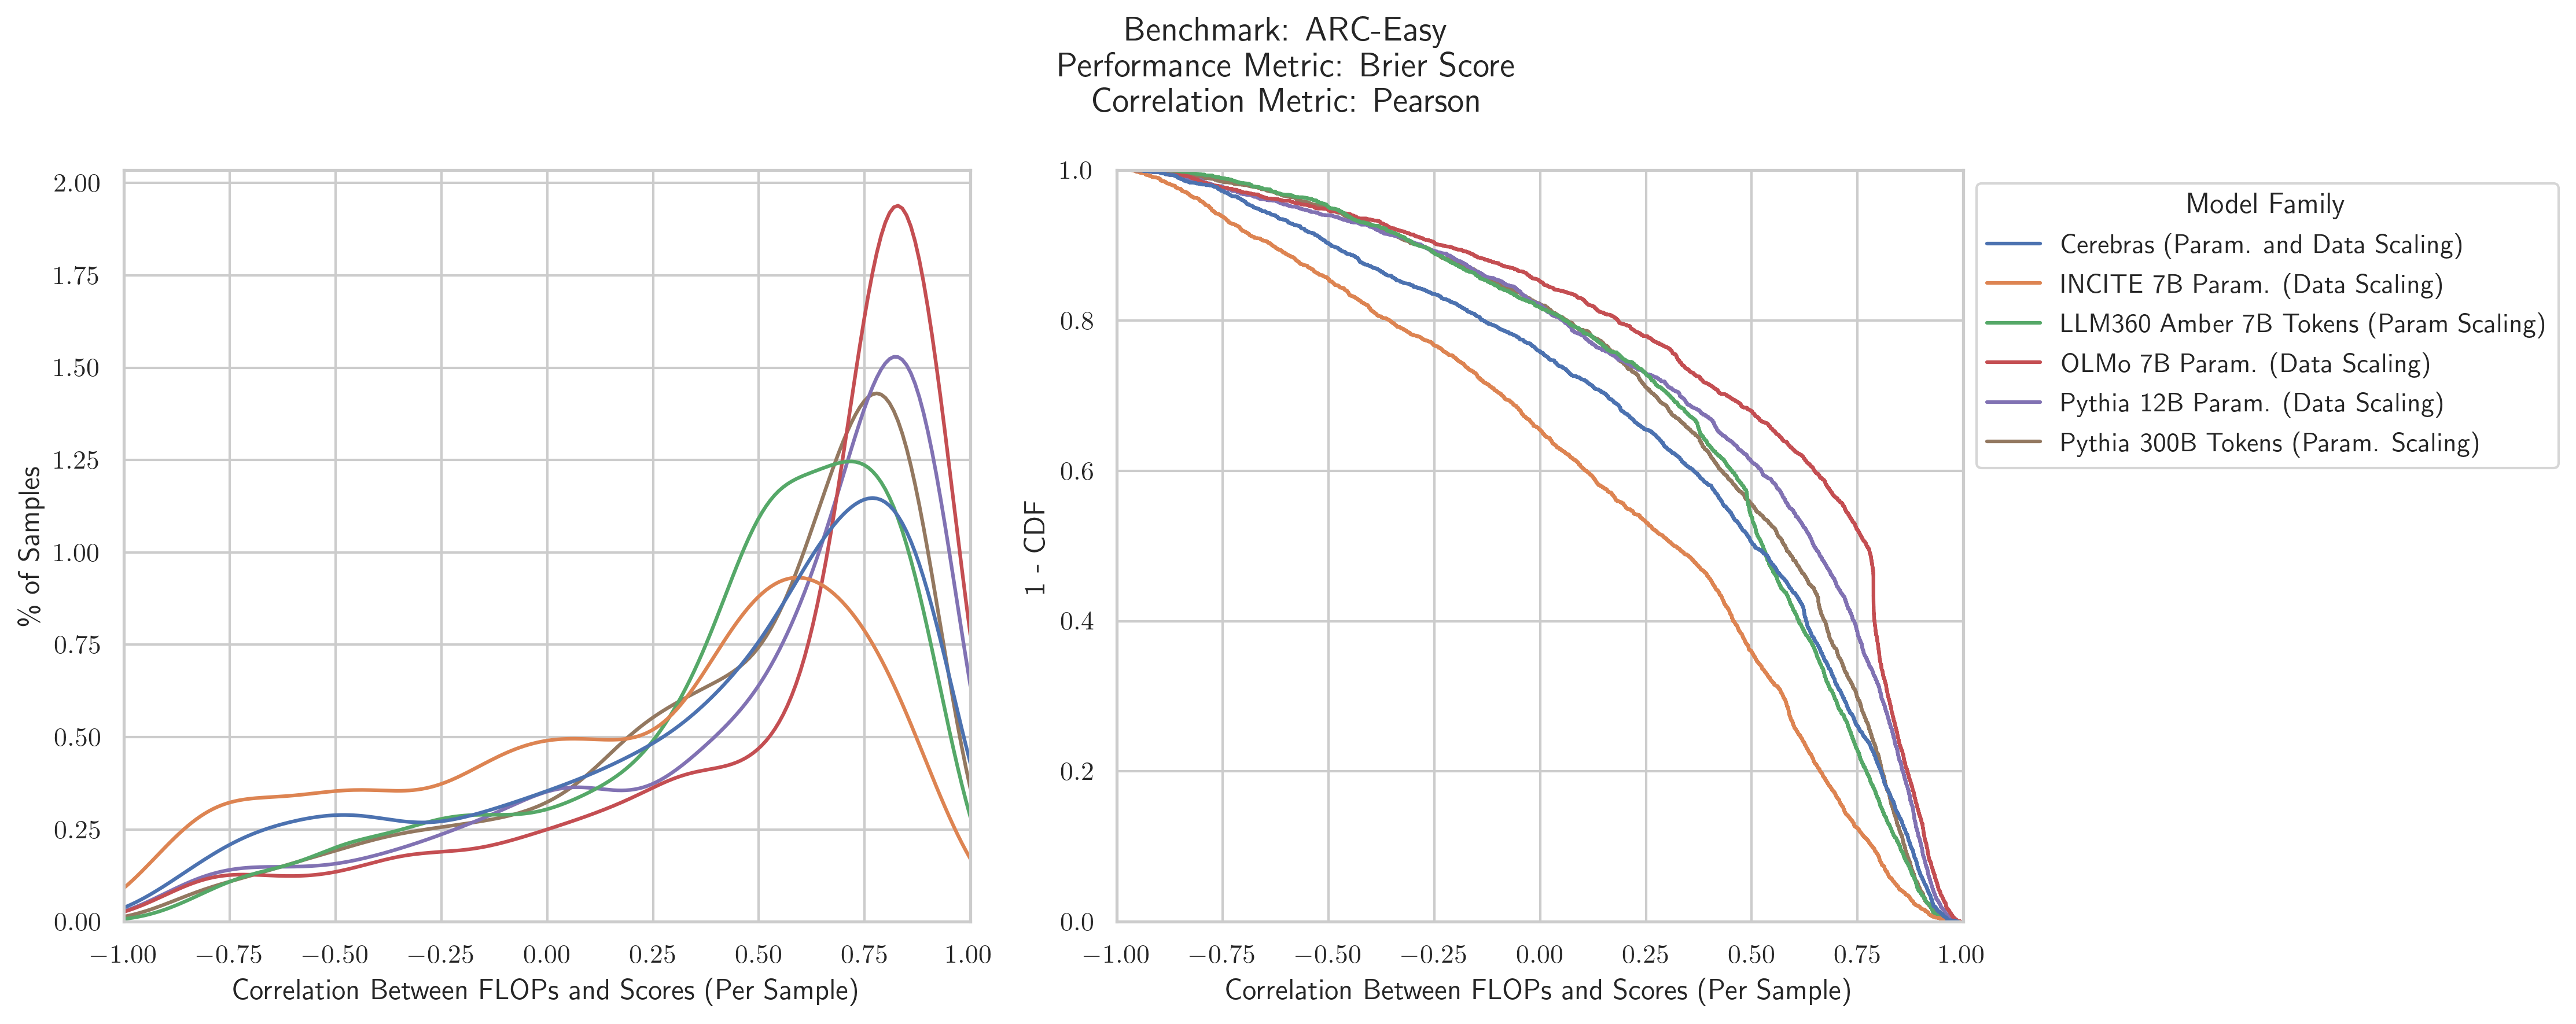 Benchmark: ARC-Easy
Performance Metric: Brier Score
Correlation Metric: Pearson
% of Samples
2.00
1.75
1.50
1.25
1.00
0.75
0.50
0.25
0.00
−1.00 −0.75 −0.50 −0.25 0.00 0.25 0.50 0.75 1.00
Correlation Between FLOPs and Scores (Per Sample)
1 - CDF
1.0
0.8
0.6
0.4
0.2
0.0
−1.00 −0.75 −0.50 −0.25 0.00 0.25 0.50 0.75 1.00
Correlation Between FLOPs and Scores (Per Sample)
Model Family
Cerebras (Param. and Data Scaling)
INCITE 7B Param. (Data Scaling)
LLM360 Amber 7B Tokens (Param Scaling)
OLMo 7B Param. (Data Scaling)
Pythia 12B Param. (Data Scaling)
Pythia 300B Tokens (Param. Scaling)